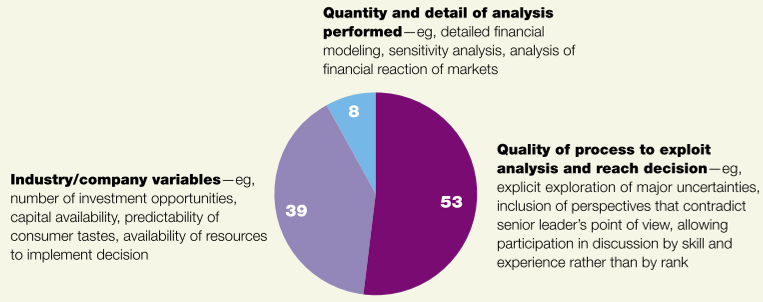 Quantity and detail of analysis
performed—eg, detailed financial
modeling, sensitivity analysis, analysis of
financial reaction of markets
8
Quality of process to exploit
analysis and reach decision—eg,
explicit exploration of major uncertainties,
inclusion of perspectives that contradict
senior leader's point of view, allowing
participation in discussion by skill and
experience rather than by rank
53
Industry/company variables—eg,
number of investment opportunities,
capital availability, predictability of
consumer tastes, availability of resources
to implement decision
39